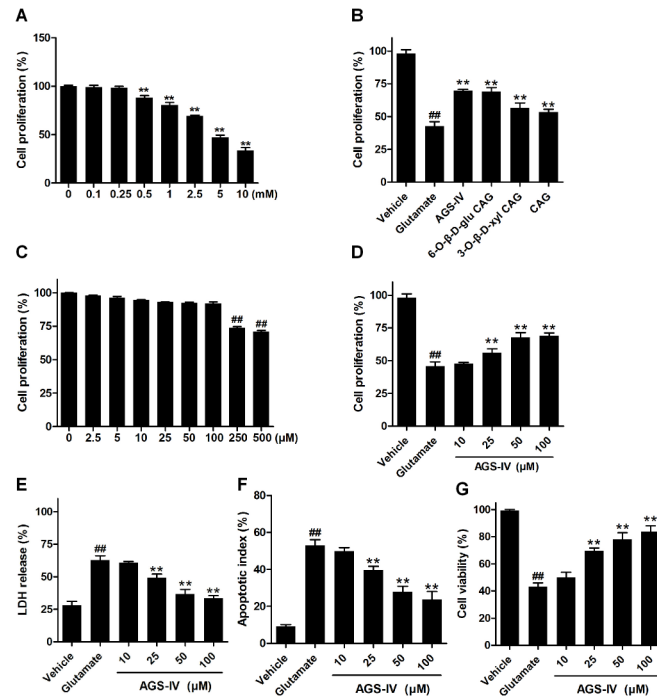 A
Cell proliferation (%)
150
100
50
0
** ** ** ** **
0 0.1 0.25 0.5 1 2.5 5 10 (mM)
B
Cell proliferation (%)
100
75
50
25
0
## ** ** ** **
Vehicle
Glutamate
AGS-IV
6-O-β-D-glu CAG
3-O-β-D-xyl CAG
CAG
C
Cell proliferation (%)
100
75
50
25
0
## ##
0 2.5 5 10 25 50 100 250 500 (μM)
D
Cell proliferation (%)
100
75
50
25
0
## ** ** **
Vehicle
Glutamate
10
25
50
100
AGS-IV (μM)
E
LDH release (%)
100
75
50
25
0
## ** ** **
Vehicle
Glutamate
10
25
50
100
AGS-IV (μM)
F
Apoptotic index (%)
80
60
40
20
0
## ** ** **
Vehicle
Glutamate
10
25
50
100
AGS-IV (μM)
G
Cell viability (%)
100
80
60
40
20
0
## ** ** **
Vehicle
Glutamate
10
25
50
100
AGS-IV (μM)